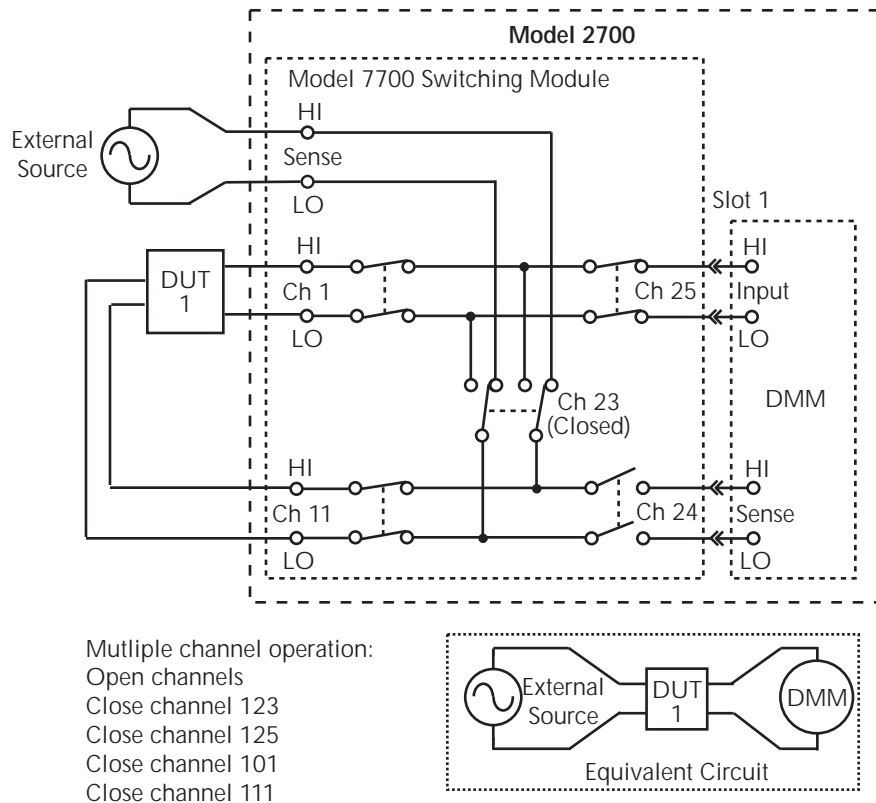 Model 2700
Model 7700 Switching Module
HI
External
Source
Sense
LO
Slot 1
HI
HI
DUT
1
Ch 1
Ch 25
Input
LO
LO
Ch 23
(Closed)
DMM
HI
HI
Ch 11
Ch 24
Sense
LO
LO
Mutliple channel operation:
Open channels
Close channel 123
Close channel 125
Close channel 101
Close channel 111
External
Source
DUT
1
DMM
Equivalent Circuit